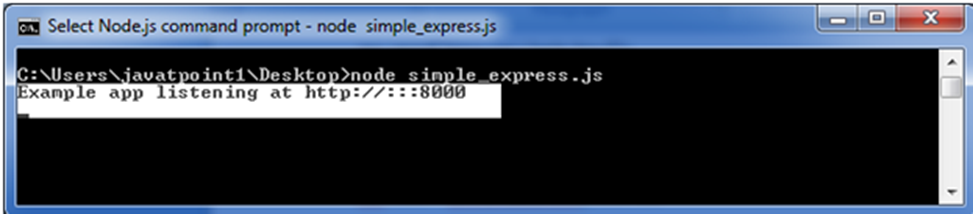 Select Node.js command prompt - node  simple_express.js
C:\Users\javatpoint1\Desktop>node simple_express.js
Example app listening at http://:::8000